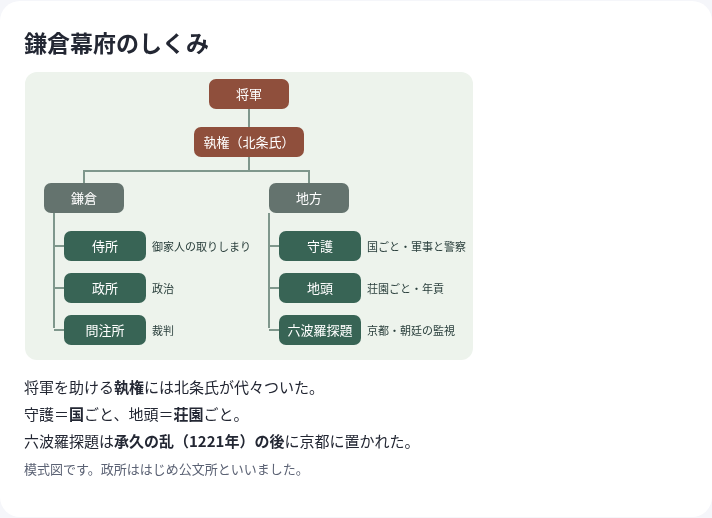 鎌倉幕府のしくみ
将軍
執権（北条氏）
鎌倉
地方
侍所
御家人の取りしまり
守護
国ごと・軍事と警察
政所
政治
地頭
荘園ごと・年貢
問注所
裁判
六波羅探題
京都・朝廷の監視
将軍を助ける執権には北条氏が代々ついた。
守護＝国ごと、地頭＝荘園ごと。
六波羅探題は承久の乱（1221年）の後に京都に置かれた。
模式図です。政所ははじめ公文所といいました。